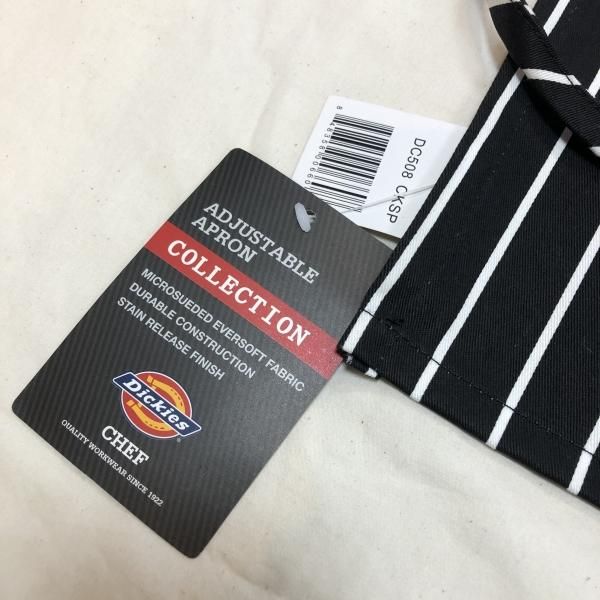 ADJUSTABLE
APRON
COLLECTION
MICROSUEDED EVERSOFT FABRIC
DURABLE CONSTRUCTION
STAIN RELEASE FINISH
Dickies
CHEF
QUALITY WORKWEAR SINCE 1922
DC508 CKSP